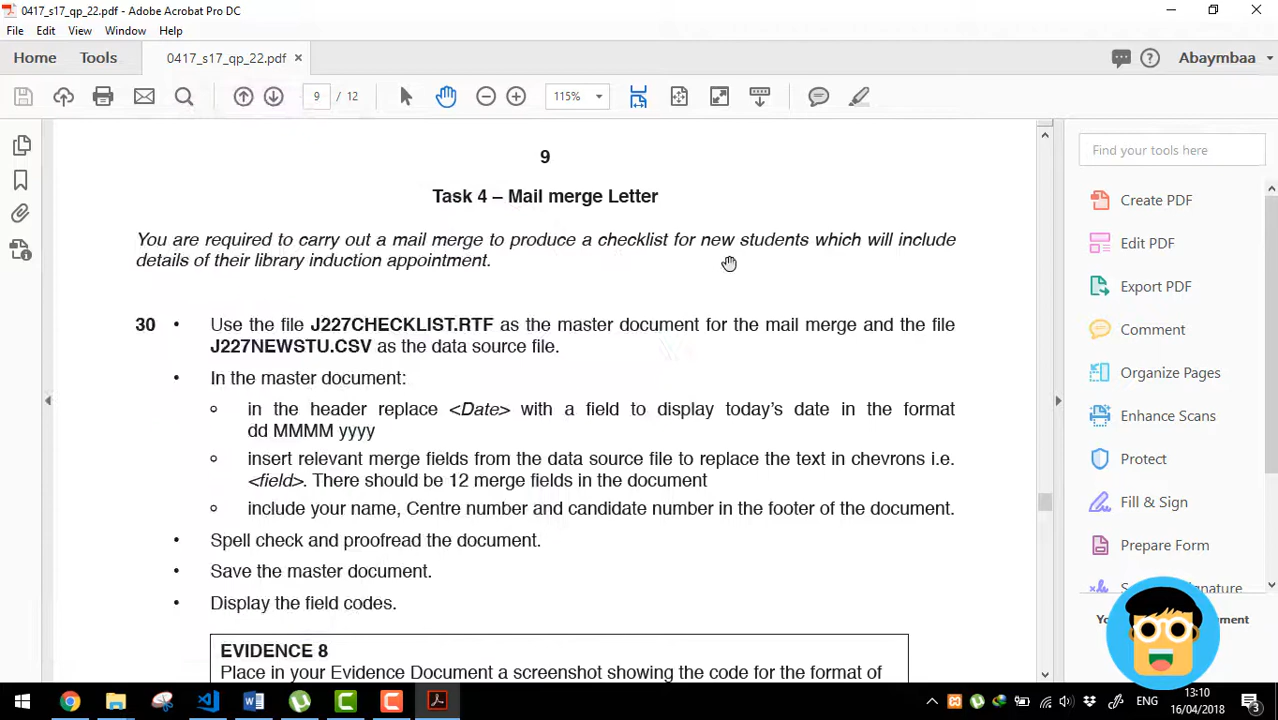 0417_s17_qp_22.pdf - Adobe Acrobat Pro DC
File Edit View Window Help
Home Tools 0417_s17_qp_22.pdf × Abaymbaa
9 / 12 115%
9
Task 4 – Mail merge Letter
You are required to carry out a mail merge to produce a checklist for new students which will include
details of their library induction appointment.
30 • Use the file J227CHECKLIST.RTF as the master document for the mail merge and the file
J227NEWSTU.CSV as the data source file.
• In the master document:
o in the header replace <Date> with a field to display today's date in the format
dd MMMM yyyy
o insert relevant merge fields from the data source file to replace the text in chevrons i.e.
<field>. There should be 12 merge fields in the document
o include your name, Centre number and candidate number in the footer of the document.
• Spell check and proofread the document.
• Save the master document.
• Display the field codes.
EVIDENCE 8
Place in your Evidence Document a screenshot showing the code for the format of
Find your tools here
Create PDF
Edit PDF
Export PDF
Comment
Organize Pages
Enhance Scans
Protect
Fill & Sign
Prepare Form
ENG
13:10
16/04/2018
3